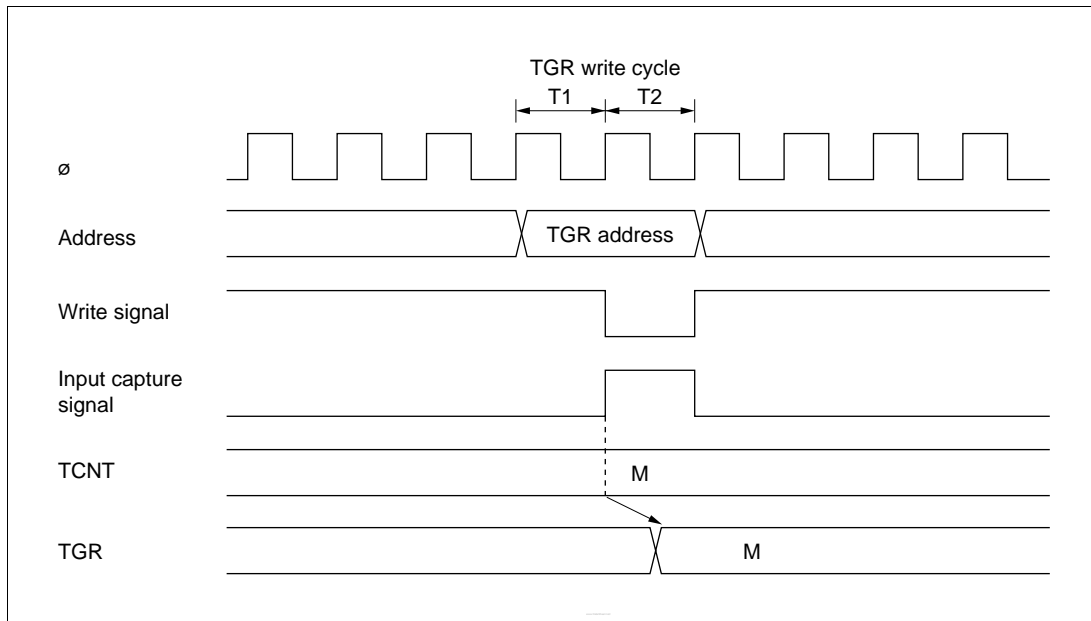 TGR write cycle
T1 T2
ø
Address
TGR address
Write signal
Input capture
signal
TCNT
M
TGR
M